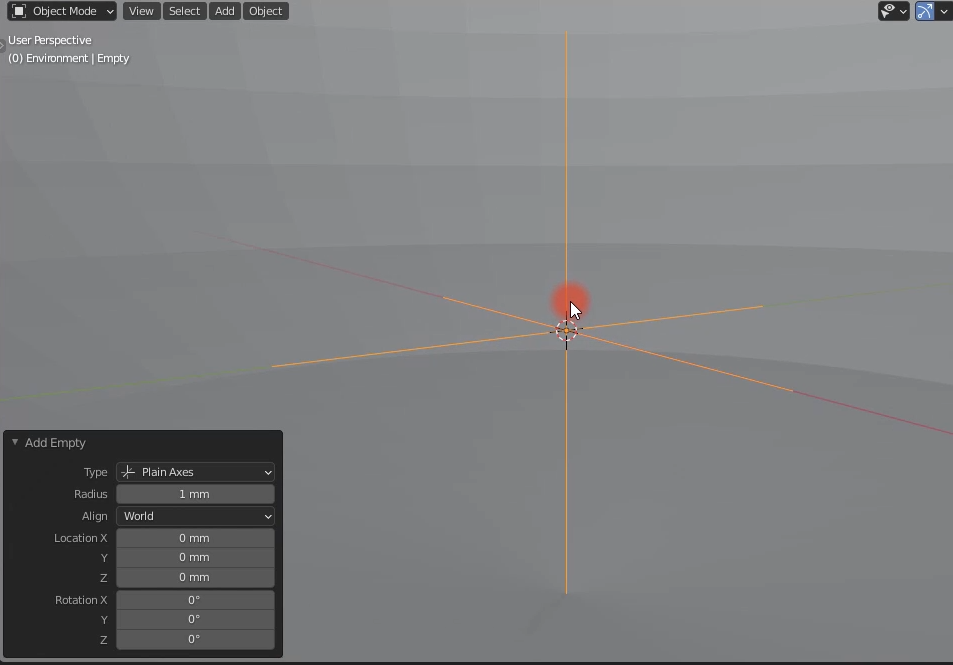 Object Mode View Select Add Object
User Perspective
(0) Environment | Empty
Add Empty
Type Plain Axes
Radius 1 mm
Align World
Location X 0 mm
Y 0 mm
Z 0 mm
Rotation X 0°
Y 0°
Z 0°